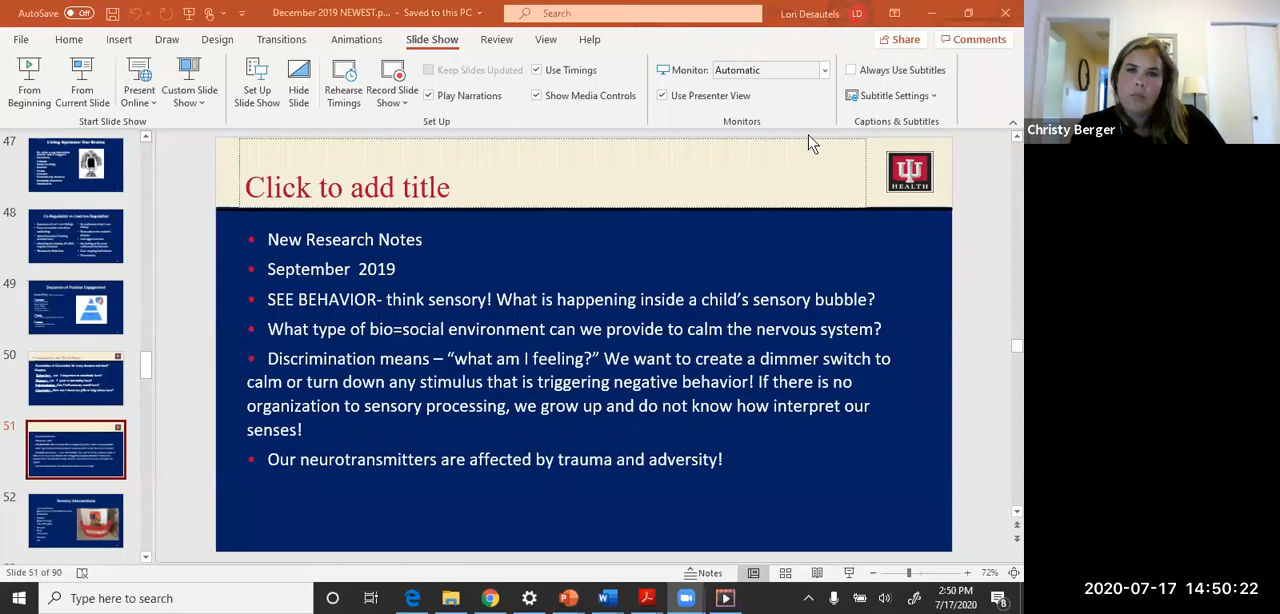 AutoSave Off December 2019 NEWEST.p... - Saved to this PC Search Lori Desautels LD
File Home Insert Draw Design Transitions Animations Slide Show Review View Help Share Comments
From Beginning
From Current Slide
Present Online
Custom Slide Show
Start Slide Show
Set Up Slide Show
Hide Slide
Rehearse Timings
Record Slide Show
Keep Slides Updated
Play Narrations
Use Timings
Show Media Controls
Set Up
Monitor: Automatic
Use Presenter View
Monitors
Always Use Subtitles
Subtitle Settings
Captions & Subtitles
Christy Berger
47
48
49
50
51
52
Click to add title
HEALTH
New Research Notes
September 2019
SEE BEHAVIOR- think sensory! What is happening inside a child's sensory bubble?
What type of bio=social environment can we provide to calm the nervous system?
Discrimination means – "what am I feeling?" We want to create a dimmer switch to
calm or turn down any stimulus that is triggering negative behavior! If there is no
organization to sensory processing, we grow up and do not know how interpret our
senses!
Our neurotransmitters are affected by trauma and adversity!
Slide 51 of 90 Notes 72%
Type here to search
2:50 PM
7/17/2020
8
2020-07-17 14:50:22